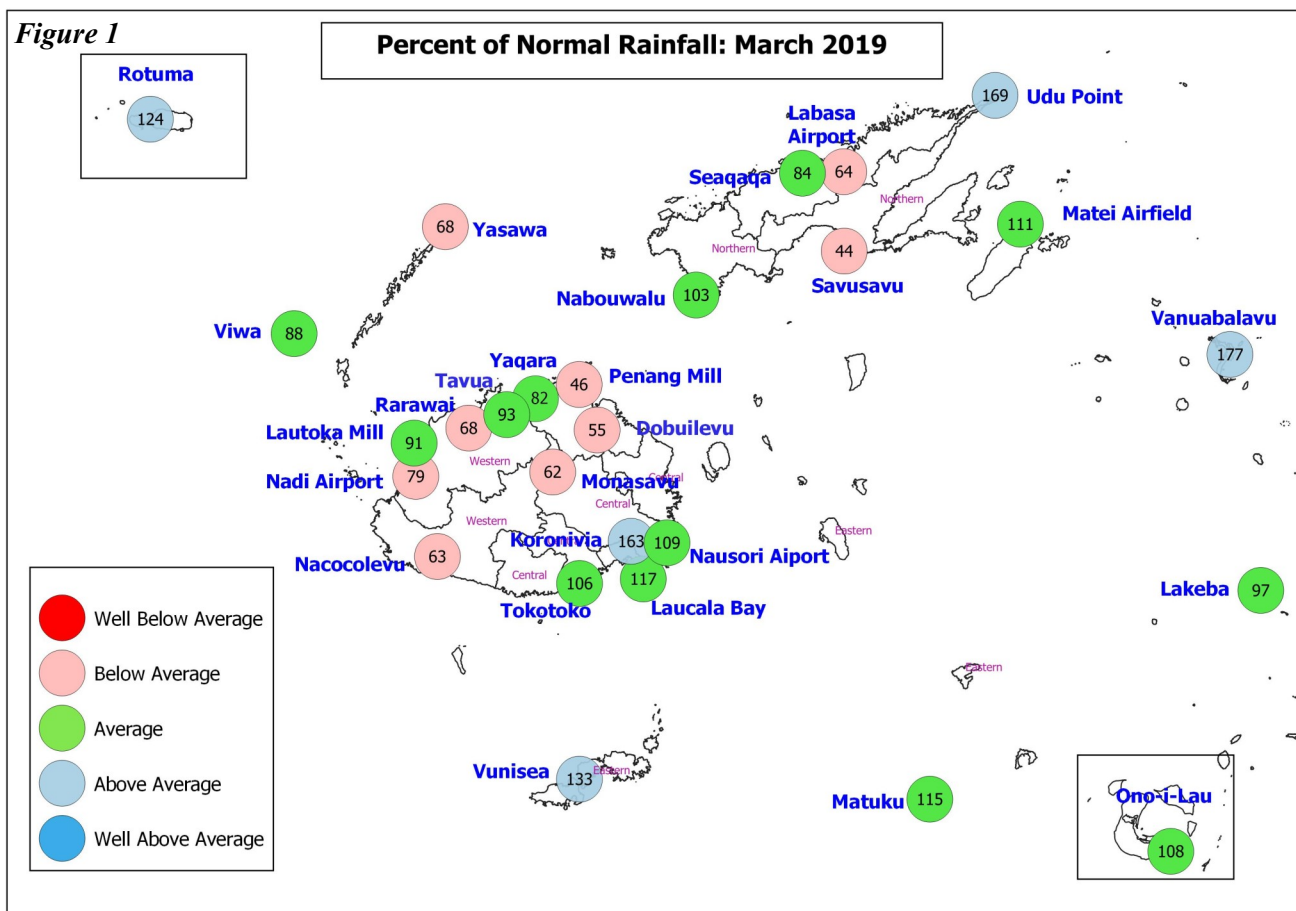 Figure 1
Percent of Normal Rainfall: March 2019
Rotuma
124
169
Udu Point
Labasa
Airport
Seaqaqa
84
64
Northern
68
Yasawa
Matei Airfield
111
Northern
44
Savusavu
Nabouwalu
103
Viwa
88
Vanuabalavu
177
Yaqara
Tavua
46
Penang Mill
82
Rarawai
93
68
55
Dobuilevu
Lautoka Mill
91
Western
Nadi Airport
79
62
Monasavu
Central
Central
Western
Koronivia
163
109
Nausori Aiport
Eastern
Nacocolevu
63
Central
106
117
Tokotoko
Laucala Bay
Lakeba
97
Well Below Average
Below Average
Average
Above Average
Well Above Average
Eastern
Vunisea
133
Eastern
Matuku
115
Ono-i-Lau
108